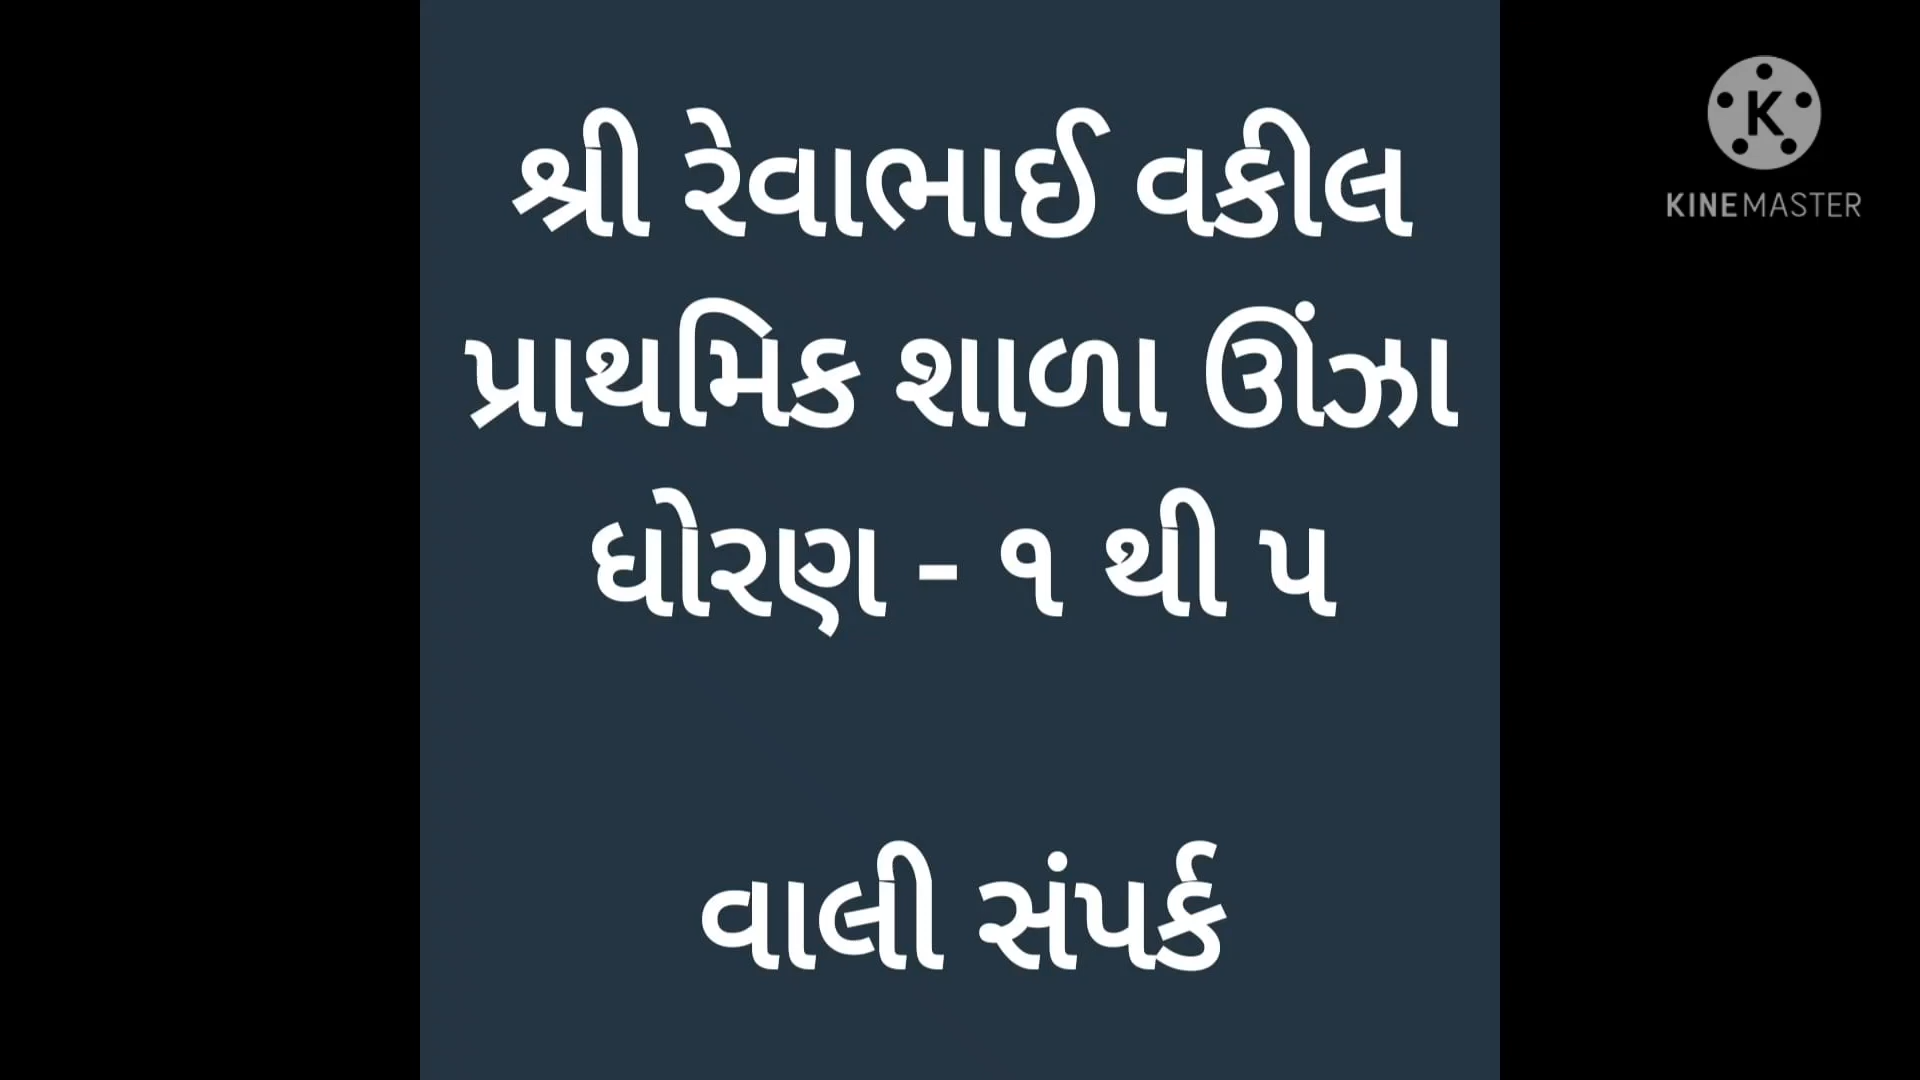 શ્રી રેવાભાઈ વકીલ
પ્રાથમિક શાળા ઊંઝા
ધોરણ - ૧ થી ૫
વાલી સંપર્ક
K
KINEMASTER